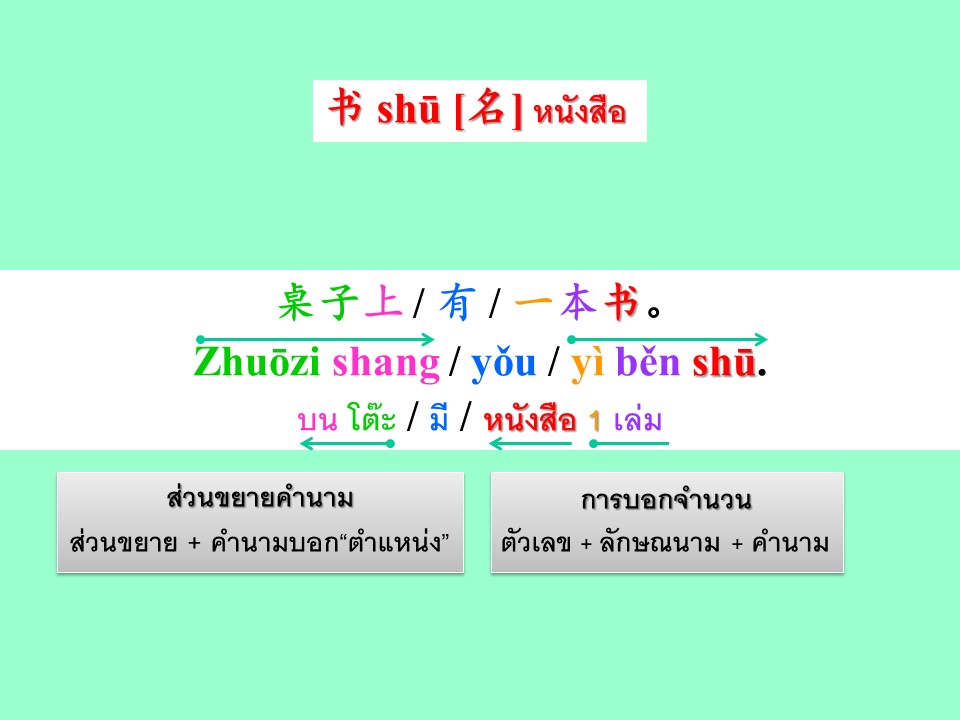 书 shū [名] หนังสือ
桌子上 / 有 / 一本书。
Zhuōzi shang / yǒu / yì běn shū.
บน โต๊ะ / มี / หนังสือ 1 เล่ม
ส่วนขยายคำนาม
ส่วนขยาย + คำนามบอก“ตำแหน่ง”
การบอกจำนวน
ตัวเลข + ลักษณนาม + คำนาม